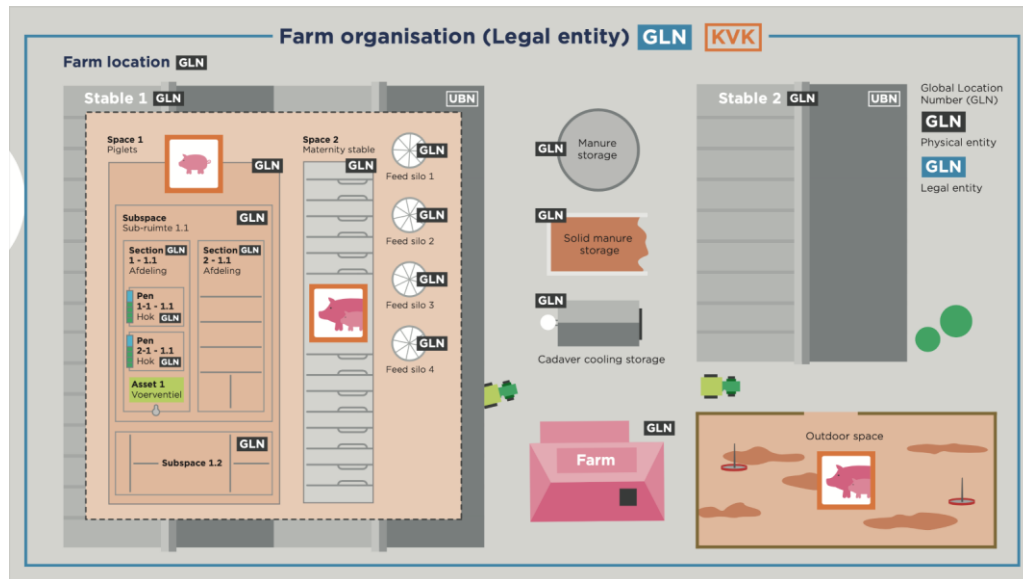 Farm organisation (Legal entity) GLN KVK
Farm location GLN
Stable 1 GLN
UBN
Space 1
Piglets
GLN
Space 2
Maternity stable
GLN
GLN
Feed silo 1
GLN
Feed silo 2
GLN
Feed silo 3
GLN
Feed silo 4
Subspace
Sub-ruimte 1.1
GLN
Section GLN
1 - 1.1
Afdeling
Section GLN
2 - 1.1
Afdeling
Pen
1-1 - 1.1
Hok GLN
Pen
2-1 - 1.1
Hok GLN
Asset 1
Voerventiel
GLN
Subspace 1.2
GLN
Manure
storage
GLN
Solid manure
storage
GLN
Cadaver cooling storage
GLN
Farm
Stable 2 GLN
UBN
Outdoor space
Global Location
Number (GLN)
GLN
Physical entity
GLN
Legal entity